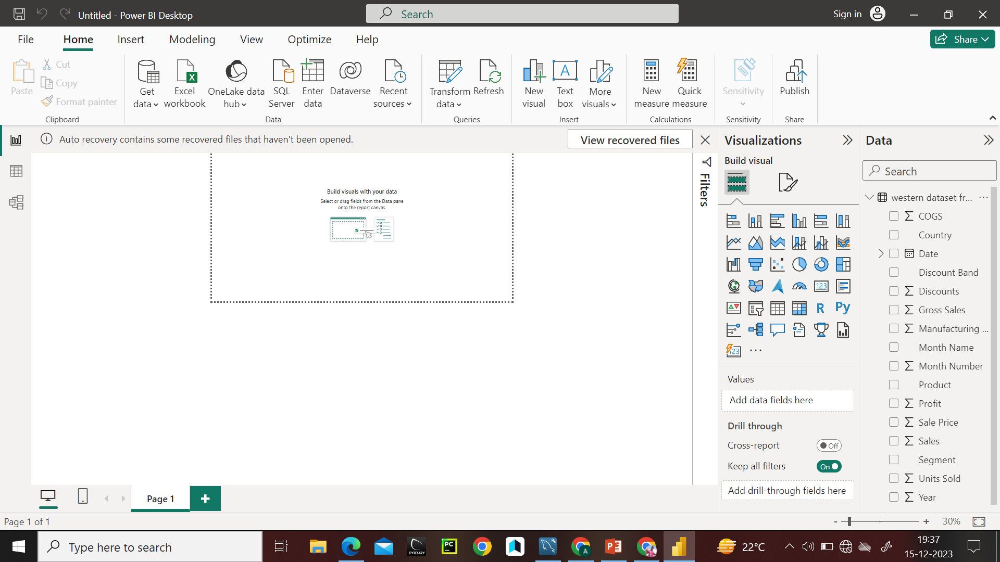 Untitled - Power BI Desktop
Search
Sign in
File
Home
Insert
Modeling
View
Optimize
Help
Share
Paste
Cut
Copy
Format painter
Clipboard
Get
data
Excel
workbook
OneLake data
hub
SQL
Server
Enter
data
Dataverse
Recent
sources
Data
Transform
data
Refresh
Queries
New
visual
Text
box
More
visuals
Insert
New
measure
Quick
measure
Calculations
Sensitivity
Sensitivity
Publish
Share
Auto recovery contains some recovered files that haven't been opened.
View recovered files
Build visuals with your data
Select or drag fields from the Data pane
onto the report canvas.
Filters
Visualizations
Build visual
123
R
Py
123
Values
Add data fields here
Drill through
Cross-report
Off
Keep all filters
On
Add drill-through fields here
Data
Search
western dataset fr...
COGS
Country
Date
Discount Band
Discounts
Gross Sales
Manufacturing ...
Month Name
Month Number
Product
Profit
Sale Price
Sales
Segment
Units Sold
Year
Page 1
Page 1 of 1
- + 30%
Type here to search
CYBRARY
PC
A
P
22°C
19:37
15-12-2023